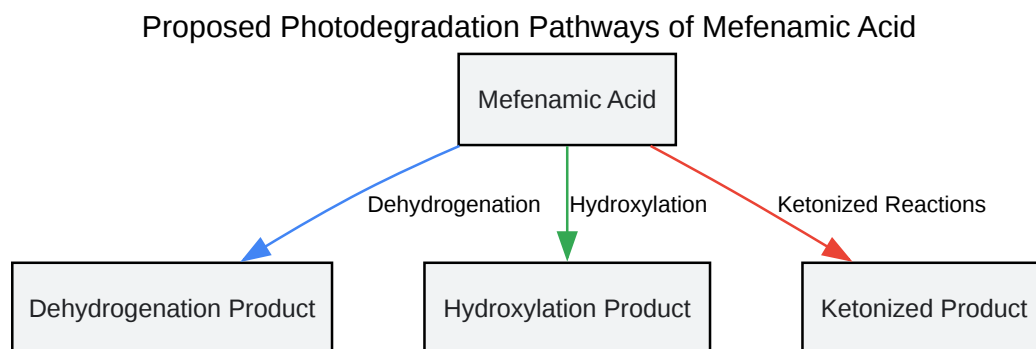 Proposed Photodegradation Pathways of Mefenamic Acid
Mefenamic Acid
Dehydrogenation
Hydroxylation
Ketonized Reactions
Dehydrogenation Product
Hydroxylation Product
Ketonized Product